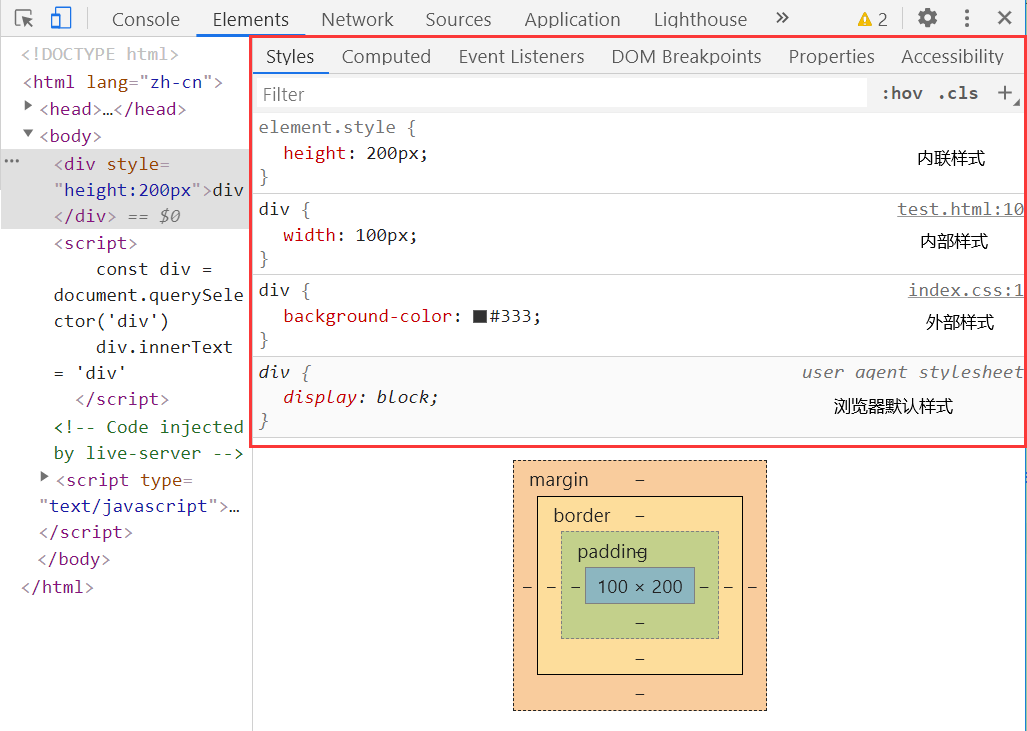 Console Elements Network Sources Application Lighthouse » 2
<!DOCTYPE html>
<html lang="zh-cn">
<head>…</head>
<body>
<div style=
"height:200px">div
</div> == $0
<script>
const div =
document.querySele
ctor('div')
div.innerText
= 'div'
</script>
<!-- Code injected
by live-server -->
<script type=
"text/javascript">…
</script>
</body>
</html>
Styles Computed Event Listeners DOM Breakpoints Properties Accessibility
Filter :hov .cls +
element.style {
height: 200px;
内联样式
}
div { test.html:10
width: 100px;
内部样式
}
div { index.css:1
background-color: #333;
外部样式
}
div { user agent stylesheet
display: block;
浏览器默认样式
}
margin –
border –
padding –
– – – 100 × 200 – – –
–
–
–